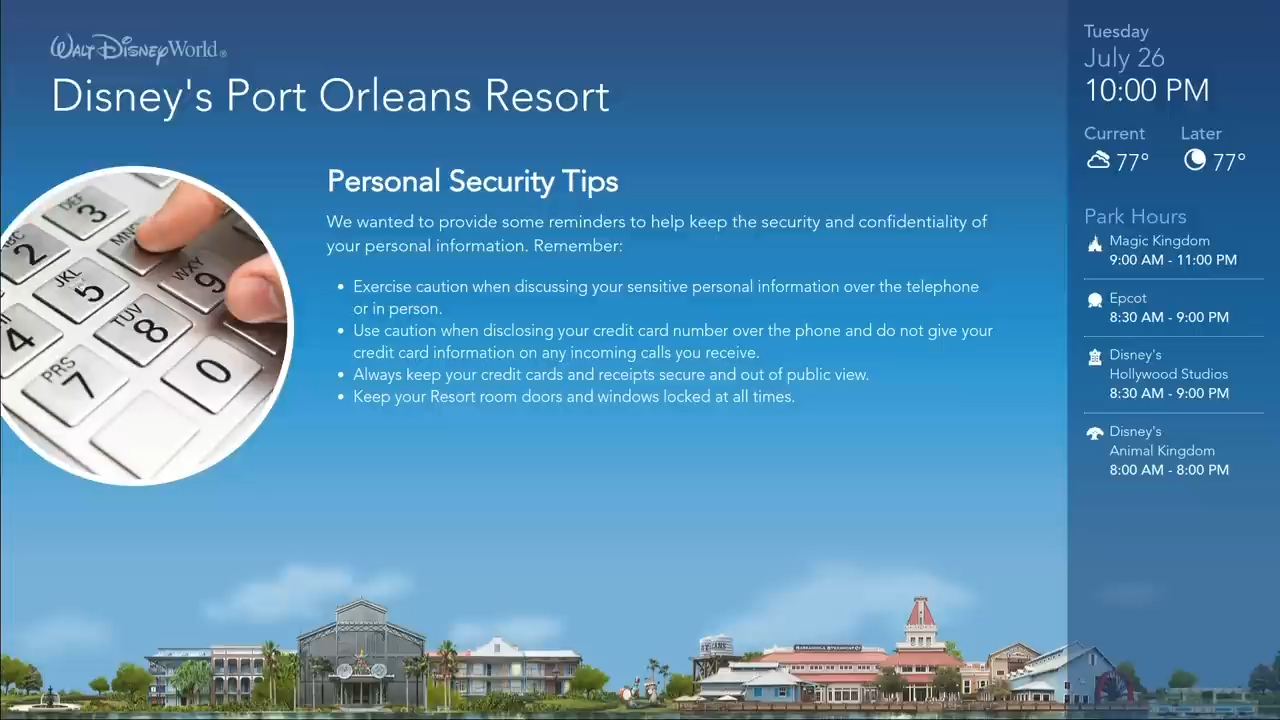 Walt Disney World®
Disney's Port Orleans Resort
Personal Security Tips
We wanted to provide some reminders to help keep the security and confidentiality of
your personal information. Remember:
• Exercise caution when discussing your sensitive personal information over the telephone
or in person.
• Use caution when disclosing your credit card number over the phone and do not give your
credit card information on any incoming calls you receive.
• Always keep your credit cards and receipts secure and out of public view.
• Keep your Resort room doors and windows locked at all times.
DEF
3
ABC
2
JKL
5
WXY
9
4
TUV
8
PRS
7
0
Tuesday
July 26
10:00 PM
Current Later
77° 77°
Park Hours
Magic Kingdom
9:00 AM - 11:00 PM
Epcot
8:30 AM - 9:00 PM
Disney's
Hollywood Studios
8:30 AM - 9:00 PM
Disney's
Animal Kingdom
8:00 AM - 8:00 PM